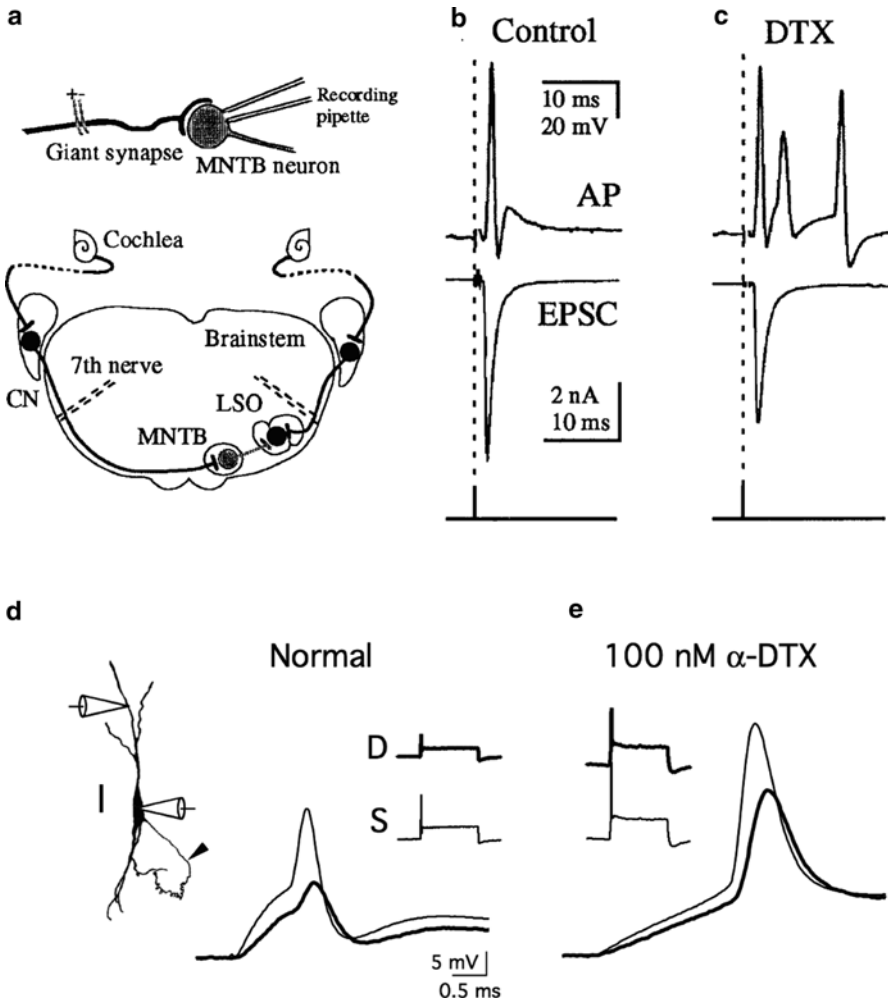 a
+-
Recording
pipette
Giant synapse
MNTB neuron
Cochlea
Brainstem
7th nerve
CN
LSO
MNTB
b
Control
10 ms
20 mV
AP
EPSC
2 nA
10 ms
c
DTX
d
Normal
D
S
5 mV
0.5 ms
e
100 nM α-DTX